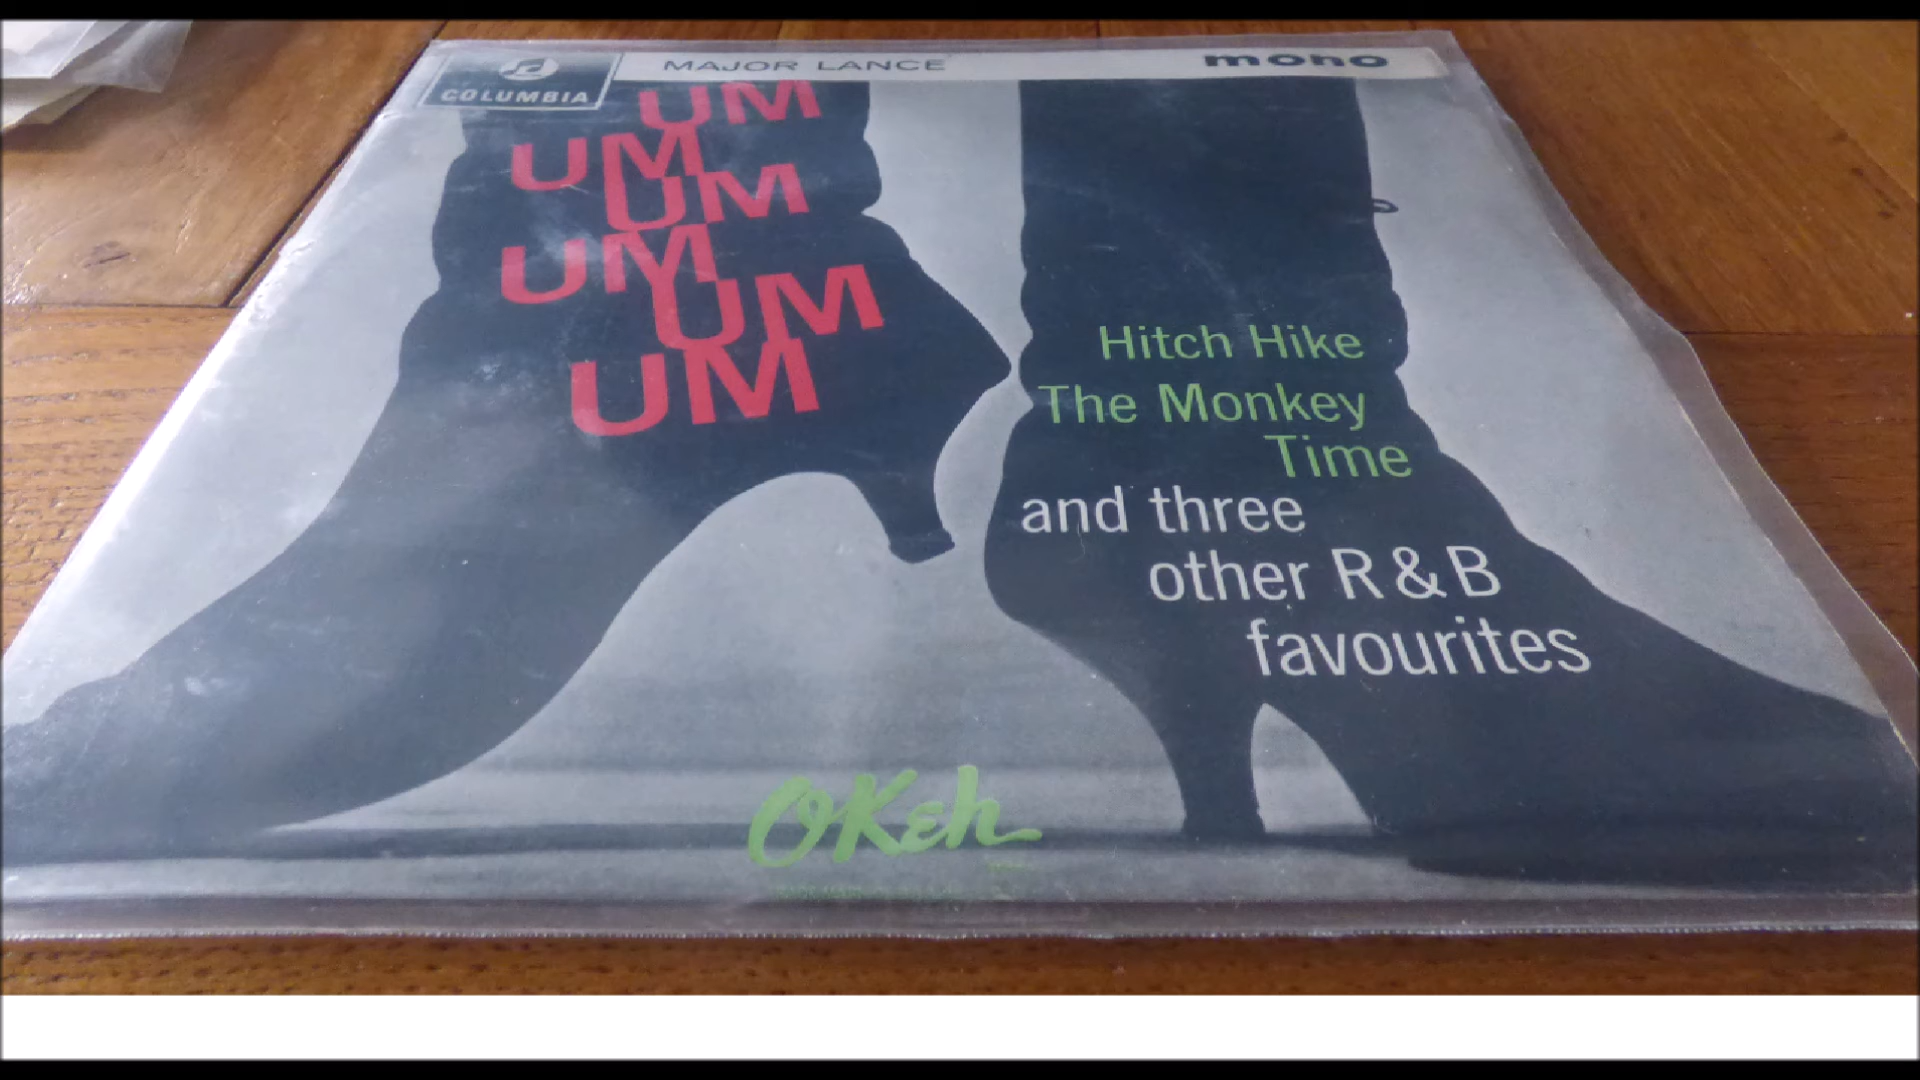 COLUMBIA
MAJOR LANCE
mono
UM
UM
UM
UM
UM
UM
Hitch Hike
The Monkey
Time
and three
other R & B
favourites
OKeh